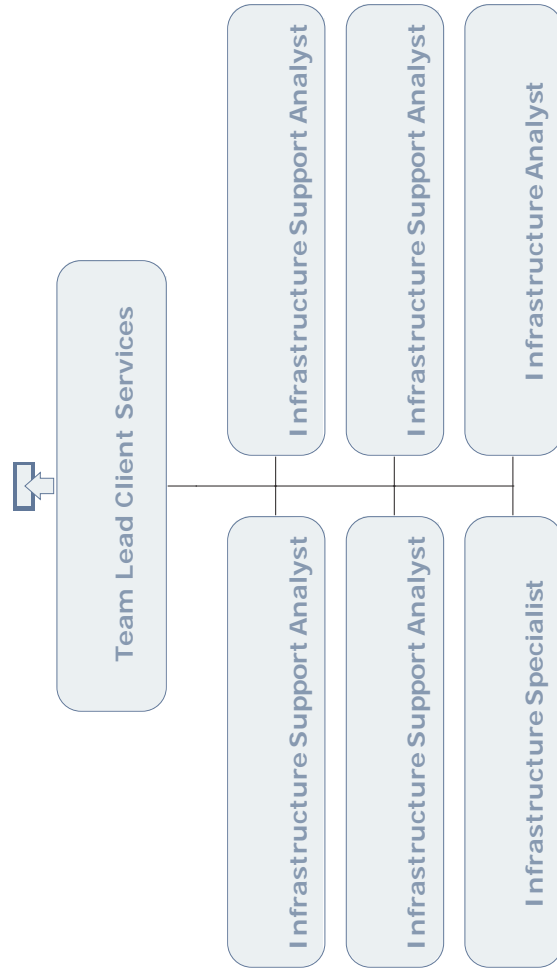 Team Lead Client Services
Infrastructure Support Analyst
Infrastructure Support Analyst
Infrastructure Support Analyst
Infrastructure Support Analyst
Infrastructure Specialist
Infrastructure Analyst